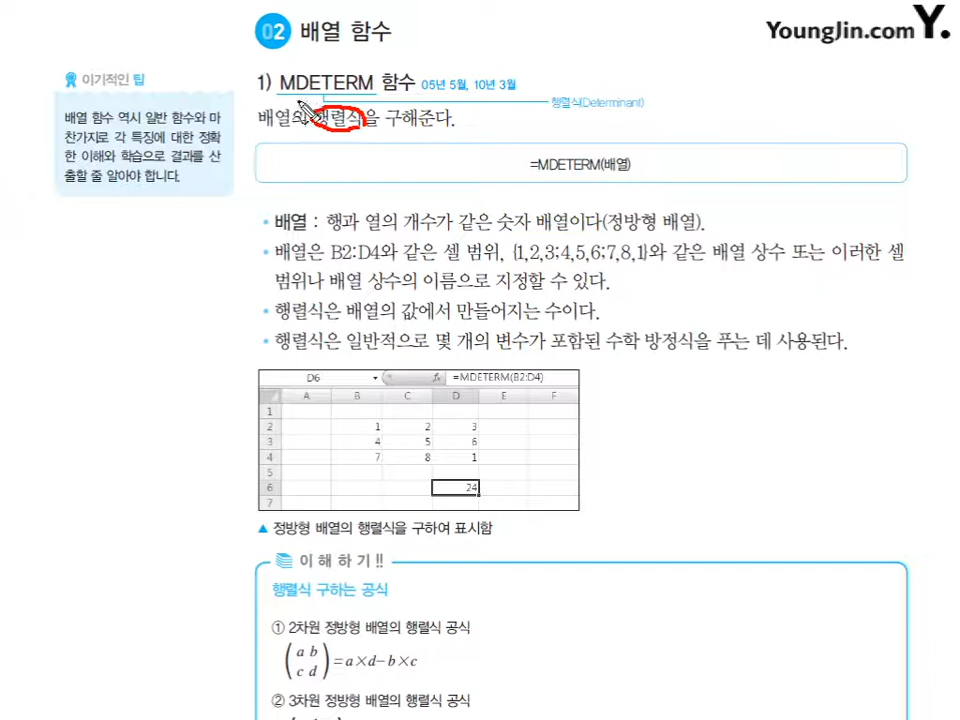 02 배열 함수
YoungJin.com Y.
이기적인 팁
배열 함수 역시 일반 함수와 마
찬가지로 각 특징에 대한 정확
한 이해와 학습으로 결과를 산
출할 줄 알아야 합니다.
1) MDETERM 함수 05년 5월, 10년 3월
행렬식(Determinant)
배열의 행렬식을 구해준다.
=MDETERM(배열)
• 배열 : 행과 열의 개수가 같은 숫자 배열이다(정방형 배열).
• 배열은 B2:D4와 같은 셀 범위, {1,2,3;4,5,6;7,8,1}와 같은 배열 상수 또는 이러한 셀
범위나 배열 상수의 이름으로 지정할 수 있다.
• 행렬식은 배열의 값에서 만들어지는 수이다.
• 행렬식은 일반적으로 몇 개의 변수가 포함된 수학 방정식을 푸는 데 사용된다.
D6 fx =MDETERM(B2:D4)
A B C D E F
1
2 1 2 3
3 4 5 6
4 7 8 1
5
6 24
7
▲ 정방형 배열의 행렬식을 구하여 표시함
이해하기!!
행렬식 구하는 공식
① 2차원 정방형 배열의 행렬식 공식
(a b
c d) = a×d−b×c
② 3차원 정방형 배열의 행렬식 공식